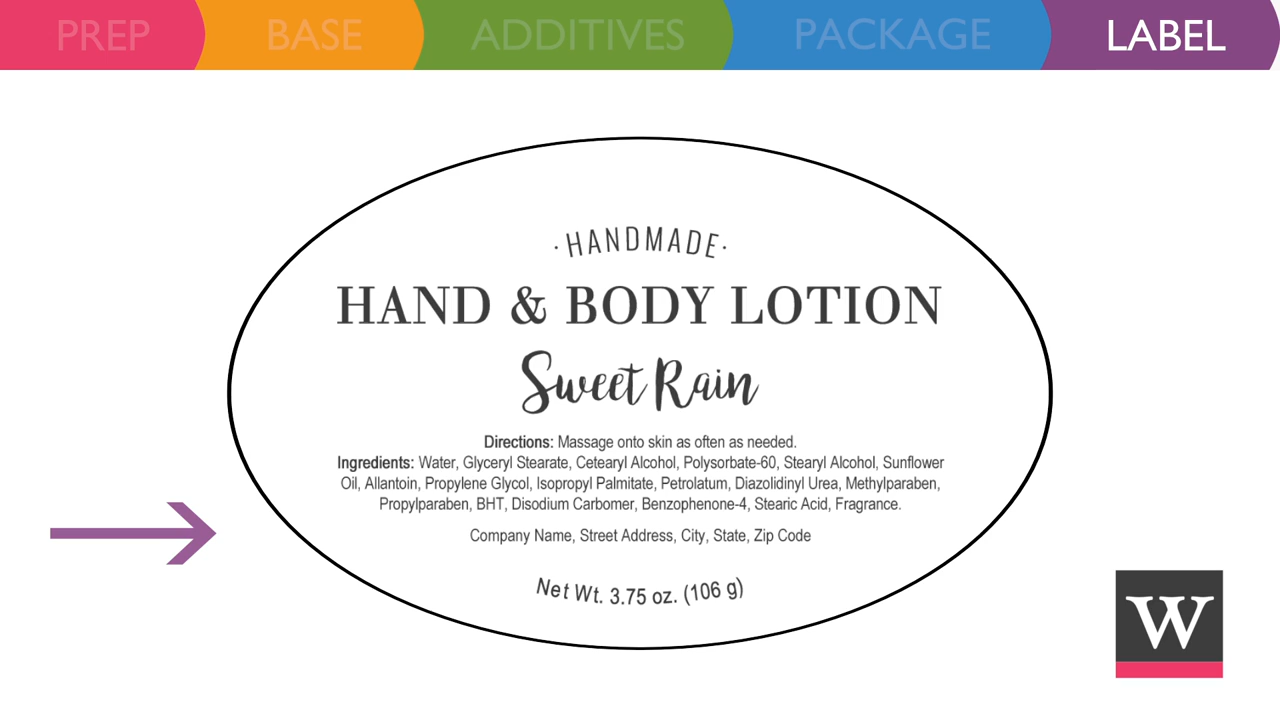 PREP BASE ADDITIVES PACKAGE LABEL
·HANDMADE·
HAND & BODY LOTION
Sweet Rain
Directions: Massage onto skin as often as needed.
Ingredients: Water, Glyceryl Stearate, Cetearyl Alcohol, Polysorbate-60, Stearyl Alcohol, Sunflower
Oil, Allantoin, Propylene Glycol, Isopropyl Palmitate, Petrolatum, Diazolidinyl Urea, Methylparaben,
Propylparaben, BHT, Disodium Carbomer, Benzophenone-4, Stearic Acid, Fragrance.
Company Name, Street Address, City, State, Zip Code
Net Wt. 3.75 oz. (106 g)
W